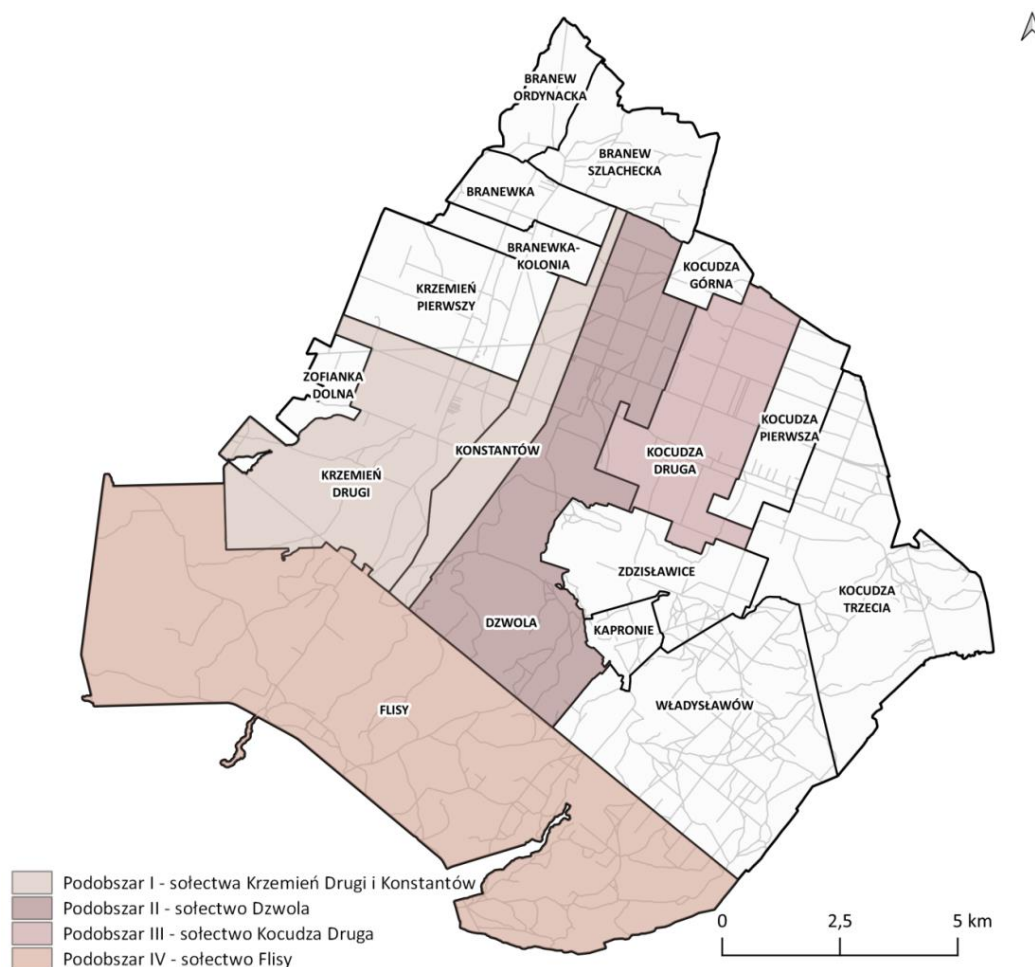 BRANEW
ORDYNACKA
BRANEW
SZLACHECKA
BRANEWKA
BRANEWKA-
KOLONIA
KOCUDZA
GÓRNA
KRZEMIEŃ
PIERWSZY
ZOFIANKA
DOLNA
KOCUDZA
PIERWSZA
KONSTANTÓW
KOCUDZA
DRUGA
KRZEMIEŃ
DRUGI
ZDZISŁAWICE
KOCUDZA
TRZECIA
DZWOLA
KAPRONIE
FLISY
WŁADYSŁAWÓW
Podobszar I - sołectwa Krzemień Drugi i Konstantów
Podobszar II - sołectwo Dzwola
Podobszar III - sołectwo Kocudza Druga
Podobszar IV - sołectwo Flisy
0 2,5 5 km